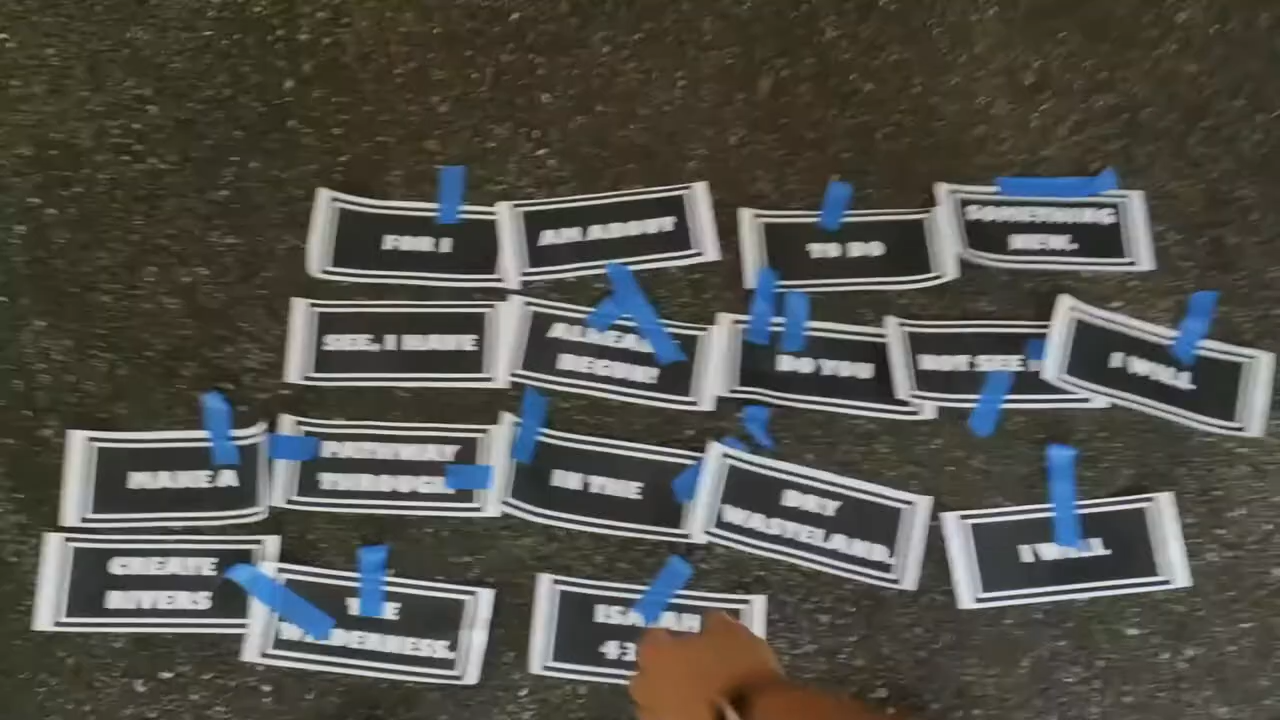 FOR I
AM ABOUT
TO DO
SOMETHING
NEW.
SEE, I HAVE
ALREADY
BEGUN!
DO YOU
NOT SEE
I WILL
MAKE A
PATHWAY
THROUGH
IN THE
DRY
WASTELAND.
I WILL
CREATE
RIVERS
THE
WILDERNESS.
ISAIAH